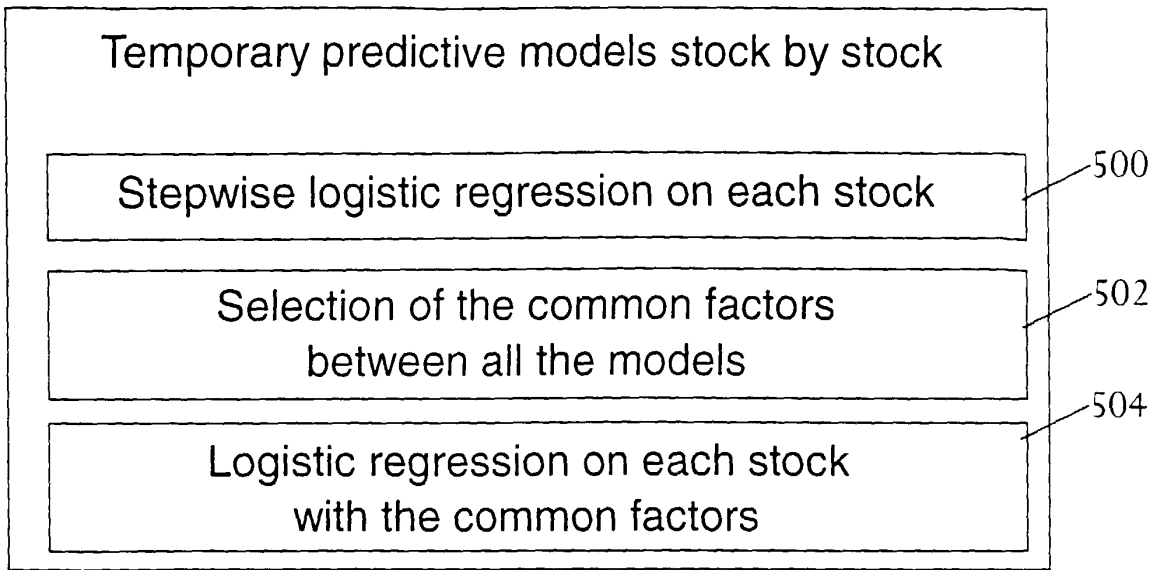 Temporary predictive models stock by stock
Stepwise logistic regression on each stock
500
Selection of the common factors
between all the models
502
Logistic regression on each stock
with the common factors
504